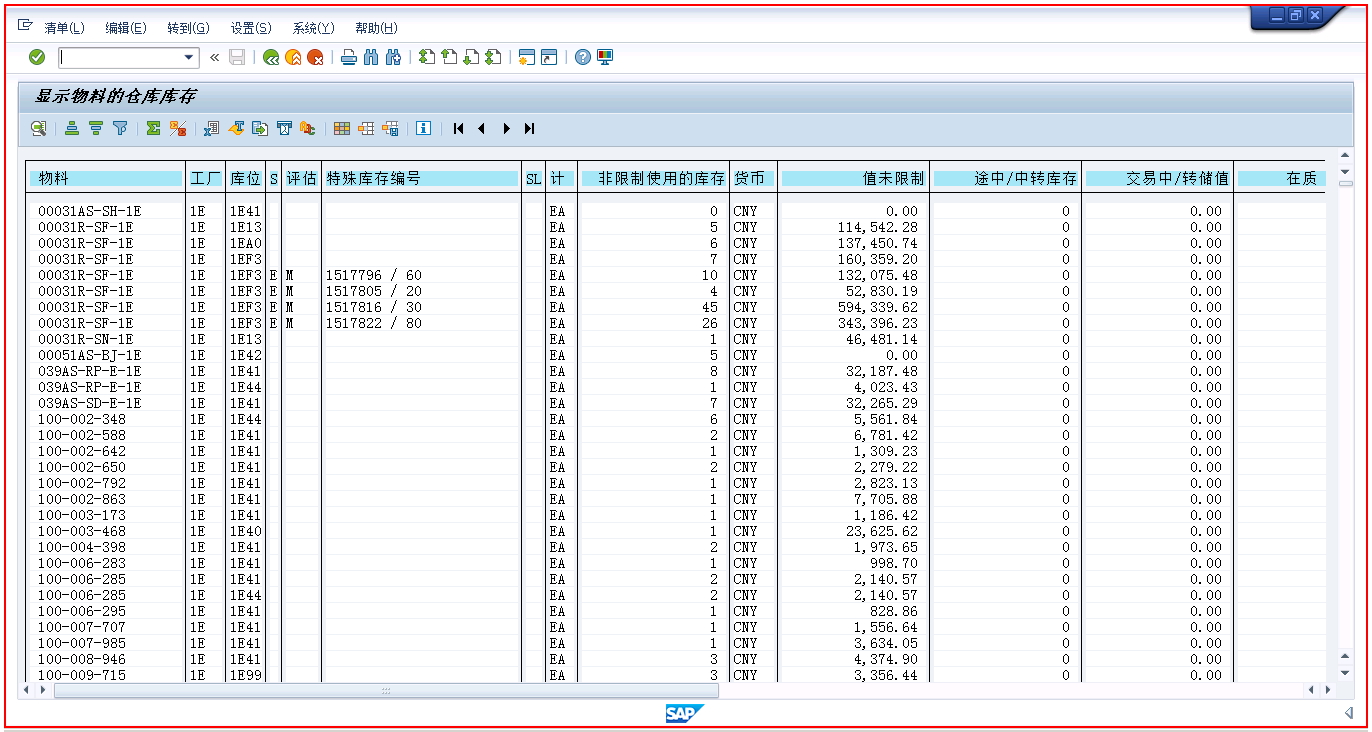 清单(L) 编辑(E) 转到(G) 设置(S) 系统(Y) 帮助(H)
显示物料的仓库库存
物料 工厂 库位 S 评估 特殊库存编号 SL 计 非限制使用的库存 货币 值未限制 途中/中转库存 交易中/转储值 在质
00031AS-SH-1E 1E 1E41 EA 0 CNY 0.00 0 0.00
00031R-SF-1E 1E 1E13 EA 5 CNY 114,542.28 0 0.00
00031R-SF-1E 1E 1EA0 EA 6 CNY 137,450.74 0 0.00
00031R-SF-1E 1E 1EF3 EA 7 CNY 160,359.20 0 0.00
00031R-SF-1E 1E 1EF3 E M 1517796 / 60 EA 10 CNY 132,075.48 0 0.00
00031R-SF-1E 1E 1EF3 E M 1517805 / 20 EA 4 CNY 52,830.19 0 0.00
00031R-SF-1E 1E 1EF3 E M 1517816 / 30 EA 45 CNY 594,339.62 0 0.00
00031R-SF-1E 1E 1EF3 E M 1517822 / 80 EA 26 CNY 343,396.23 0 0.00
00031R-SN-1E 1E 1E13 EA 1 CNY 46,481.14 0 0.00
00051AS-BJ-1E 1E 1E42 EA 5 CNY 0.00 0 0.00
039AS-RP-E-1E 1E 1E41 EA 8 CNY 32,187.48 0 0.00
039AS-RP-E-1E 1E 1E44 EA 1 CNY 4,023.43 0 0.00
039AS-SD-E-1E 1E 1E41 EA 7 CNY 32,265.29 0 0.00
100-002-348 1E 1E44 EA 6 CNY 5,561.84 0 0.00
100-002-588 1E 1E41 EA 2 CNY 6,781.42 0 0.00
100-002-642 1E 1E41 EA 1 CNY 1,309.23 0 0.00
100-002-650 1E 1E41 EA 2 CNY 2,279.22 0 0.00
100-002-792 1E 1E41 EA 1 CNY 2,823.13 0 0.00
100-002-863 1E 1E41 EA 1 CNY 7,705.88 0 0.00
100-003-173 1E 1E41 EA 1 CNY 1,186.42 0 0.00
100-003-468 1E 1E40 EA 1 CNY 23,625.62 0 0.00
100-004-398 1E 1E41 EA 2 CNY 1,973.65 0 0.00
100-006-283 1E 1E41 EA 1 CNY 998.70 0 0.00
100-006-285 1E 1E41 EA 2 CNY 2,140.57 0 0.00
100-006-285 1E 1E44 EA 2 CNY 2,140.57 0 0.00
100-006-295 1E 1E41 EA 1 CNY 828.86 0 0.00
100-007-707 1E 1E41 EA 1 CNY 1,556.64 0 0.00
100-007-985 1E 1E41 EA 1 CNY 3,634.05 0 0.00
100-008-946 1E 1E41 EA 3 CNY 4,374.90 0 0.00
100-009-715 1E 1E99 EA 3 CNY 3,356.44 0 0.00
SAP